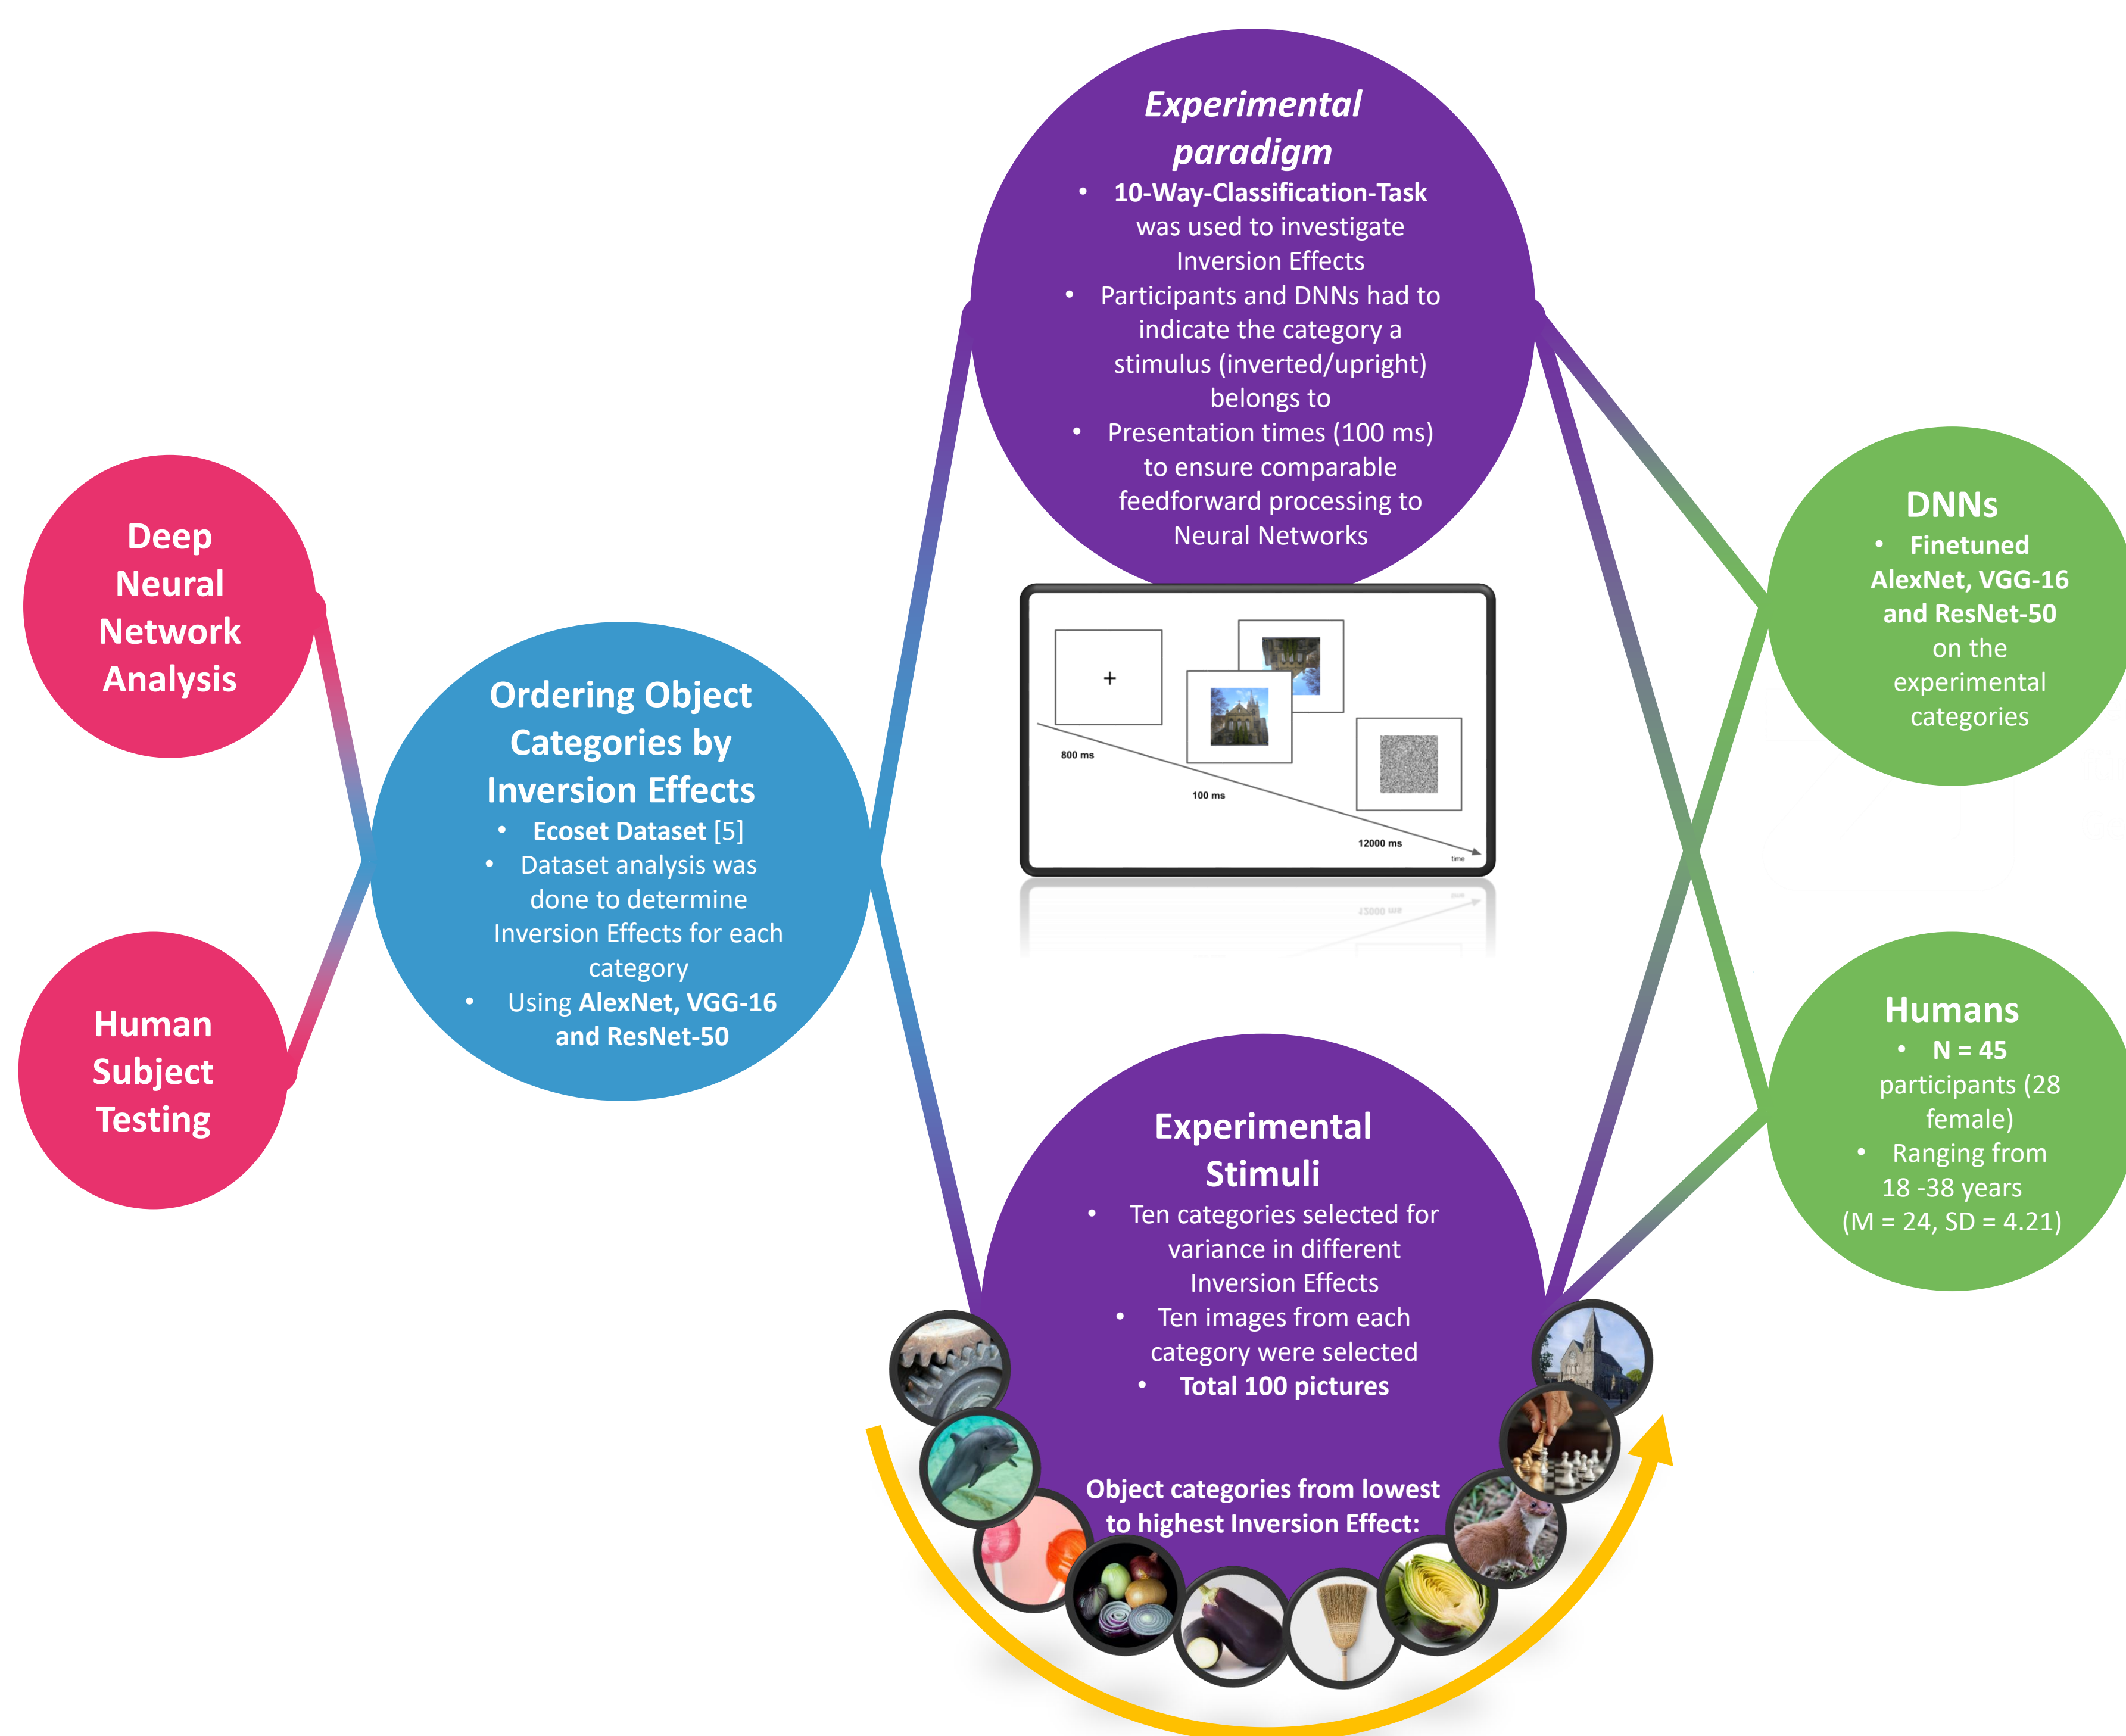 Deep
Neural
Network
Analysis
Human
Subject
Testing
Ordering Object
Categories by
Inversion Effects
• Ecoset Dataset [5]
• Dataset analysis was
done to determine
Inversion Effects for each
category
• Using AlexNet, VGG-16
and ResNet-50
Experimental
paradigm
• 10-Way-Classification-Task
was used to investigate
Inversion Effects
• Participants and DNNs had to
indicate the category a
stimulus (inverted/upright)
belongs to
• Presentation times (100 ms)
to ensure comparable
feedforward processing to
Neural Networks
+
800 ms
100 ms
12000 ms
time
Experimental
Stimuli
• Ten categories selected for
variance in different
Inversion Effects
• Ten images from each
category were selected
• Total 100 pictures
Object categories from lowest
to highest Inversion Effect:
DNNs
• Finetuned
AlexNet, VGG-16
and ResNet-50
on the
experimental
categories
Humans
• N = 45
participants (28
female)
• Ranging from
18 -38 years
(M = 24, SD = 4.21)